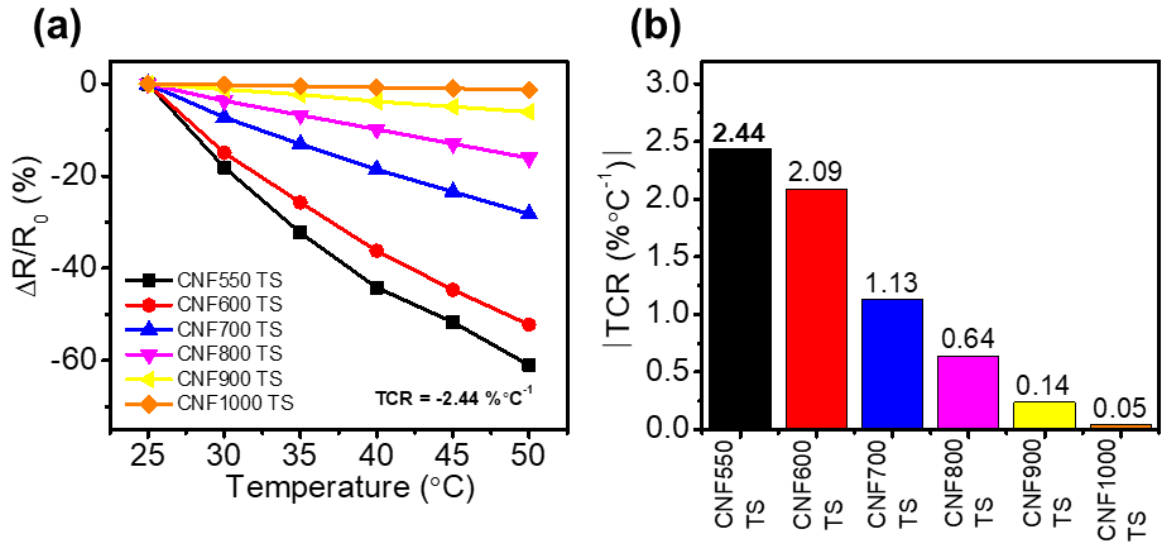 (a)
0
-20
-40
-60
ΔR/R0 (%)
CNF550 TS
CNF600 TS
CNF700 TS
CNF800 TS
CNF900 TS
CNF1000 TS
TCR = -2.44 %°C-1
25 30 35 40 45 50
Temperature (°C)
(b)
3.0
2.5
2.0
1.5
1.0
0.5
0.0
|TCR (%°C-1)|
2.44
2.09
1.13
0.64
0.14
0.05
CNF550
TS
CNF600
TS
CNF700
TS
CNF800
TS
CNF900
TS
CNF1000
TS